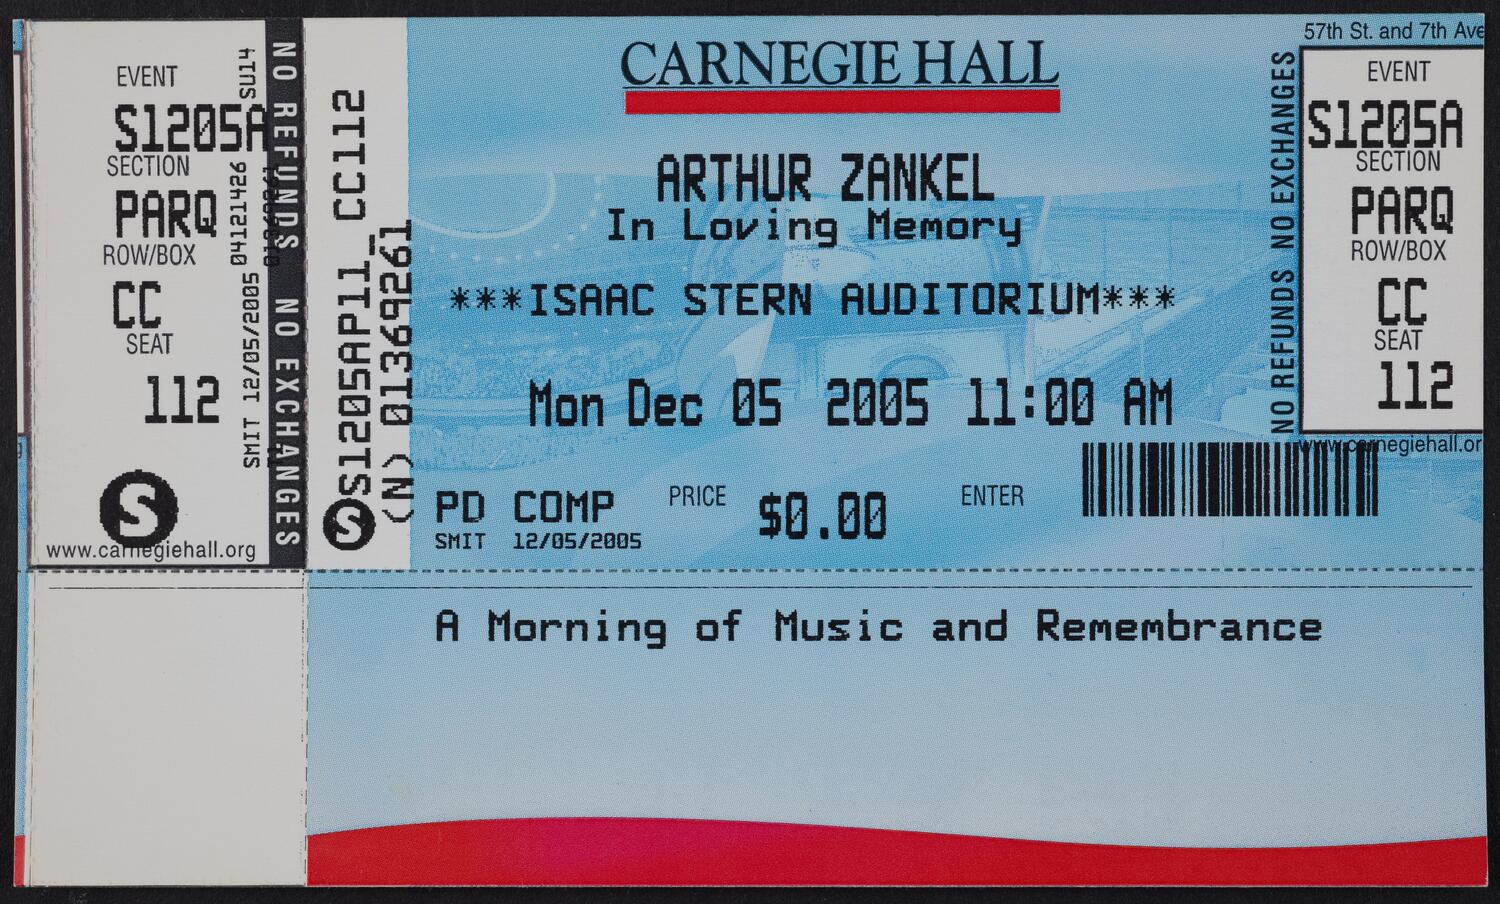 EVENT
S1205A
SECTION
PARQ
ROW/BOX
CC
SEAT
112
S
www.carnegiehall.org
SU14
04121426
SMIT 12/05/2005
NO REFUNDS NO EXCHANGES
CC112
S1205AP11_
(N) 01369261
S
CARNEGIE HALL
ARTHUR ZANKEL
In Loving Memory
***ISAAC STERN AUDITORIUM***
Mon Dec 05 2005 11:00 AM
PD COMP
PRICE
$0.00
ENTER
SMIT 12/05/2005
NO REFUNDS NO EXCHANGES
57th St. and 7th Ave
EVENT
S1205A
SECTION
PARQ
ROW/BOX
CC
SEAT
112
www.carnegiehall.or
A Morning of Music and Remembrance